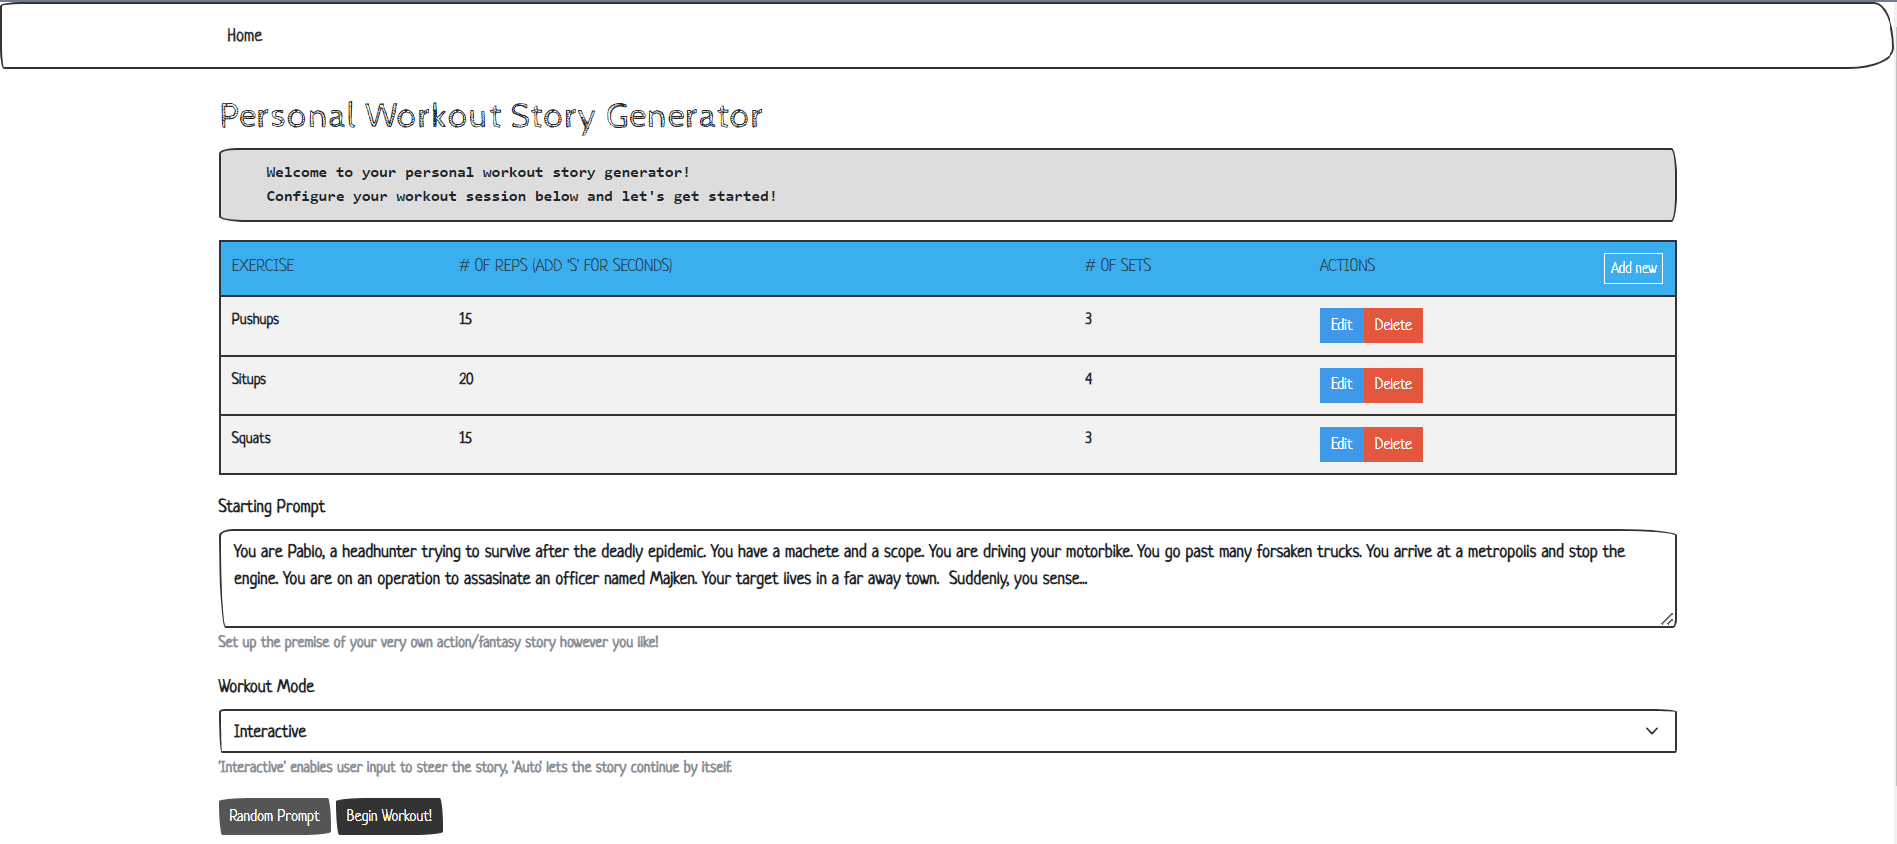 Home
Personal Workout Story Generator
Welcome to your personal workout story generator!
Configure your workout session below and let's get started!
EXERCISE # OF REPS (ADD 'S' FOR SECONDS) # OF SETS ACTIONS Add new
Pushups 15 3 Edit Delete
Situps 20 4 Edit Delete
Squats 15 3 Edit Delete
Starting Prompt
You are Pablo, a headhunter trying to survive after the deadly epidemic. You have a machete and a scope. You are driving your motorbike. You go past many forsaken trucks. You arrive at a metropolis and stop the
engine. You are on an operation to assasinate an officer named Majken. Your target lives in a far away town.  Suddenly, you sense...
Set up the premise of your very own action/fantasy story however you like!
Workout Mode
Interactive
'Interactive' enables user input to steer the story, 'Auto' lets the story continue by itself.
Random Prompt Begin Workout!